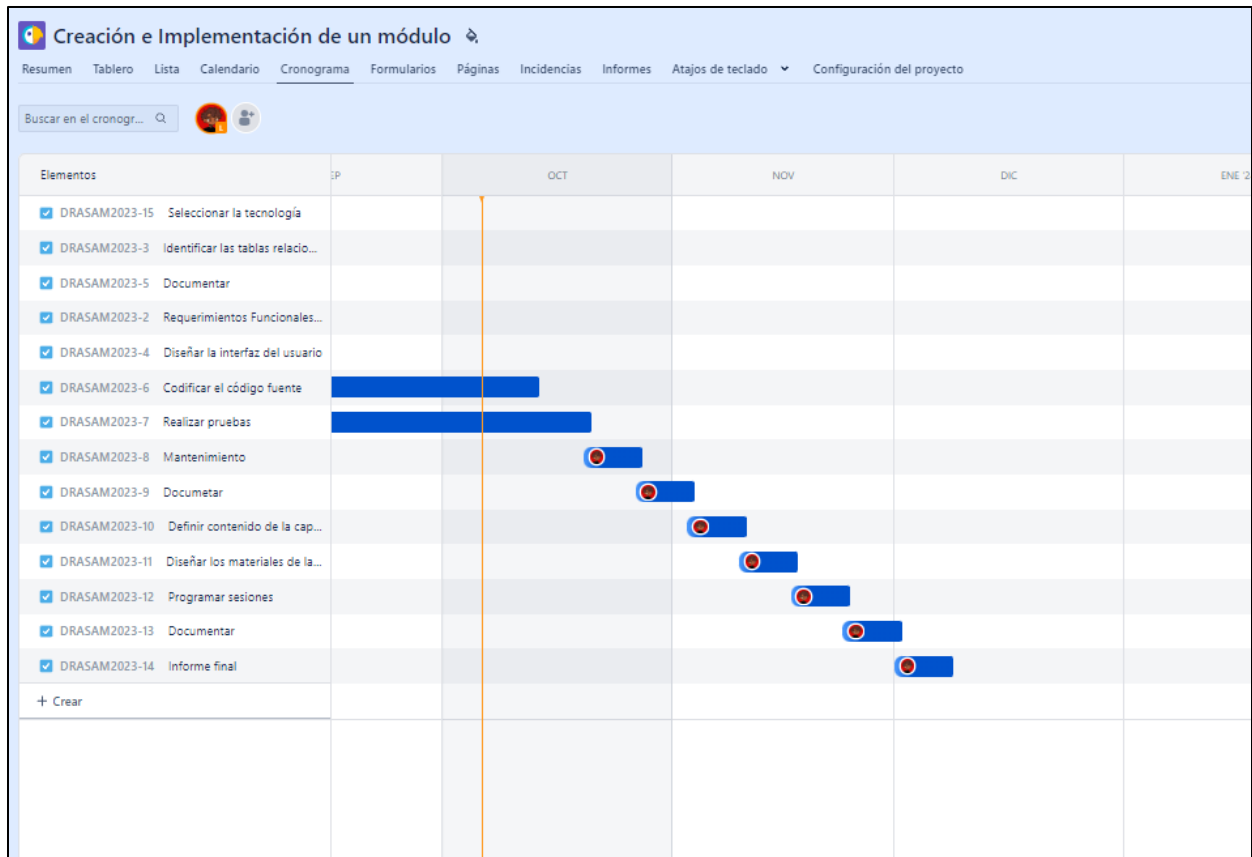 Creación e Implementación de un módulo
Resumen Tablero Lista Calendario Cronograma Formularios Páginas Incidencias Informes Atajos de teclado Configuración del proyecto
Buscar en el cronogr...
Elementos EP OCT NOV DIC ENE '2
DRASAM2023-15 Seleccionar la tecnología
DRASAM2023-3 Identificar las tablas relacio...
DRASAM2023-5 Documentar
DRASAM2023-2 Requerimientos Funcionales...
DRASAM2023-4 Diseñar la interfaz del usuario
DRASAM2023-6 Codificar el código fuente
DRASAM2023-7 Realizar pruebas
DRASAM2023-8 Mantenimiento
DRASAM2023-9 Documetar
DRASAM2023-10 Definir contenido de la cap...
DRASAM2023-11 Diseñar los materiales de la...
DRASAM2023-12 Programar sesiones
DRASAM2023-13 Documentar
DRASAM2023-14 Informe final
+ Crear